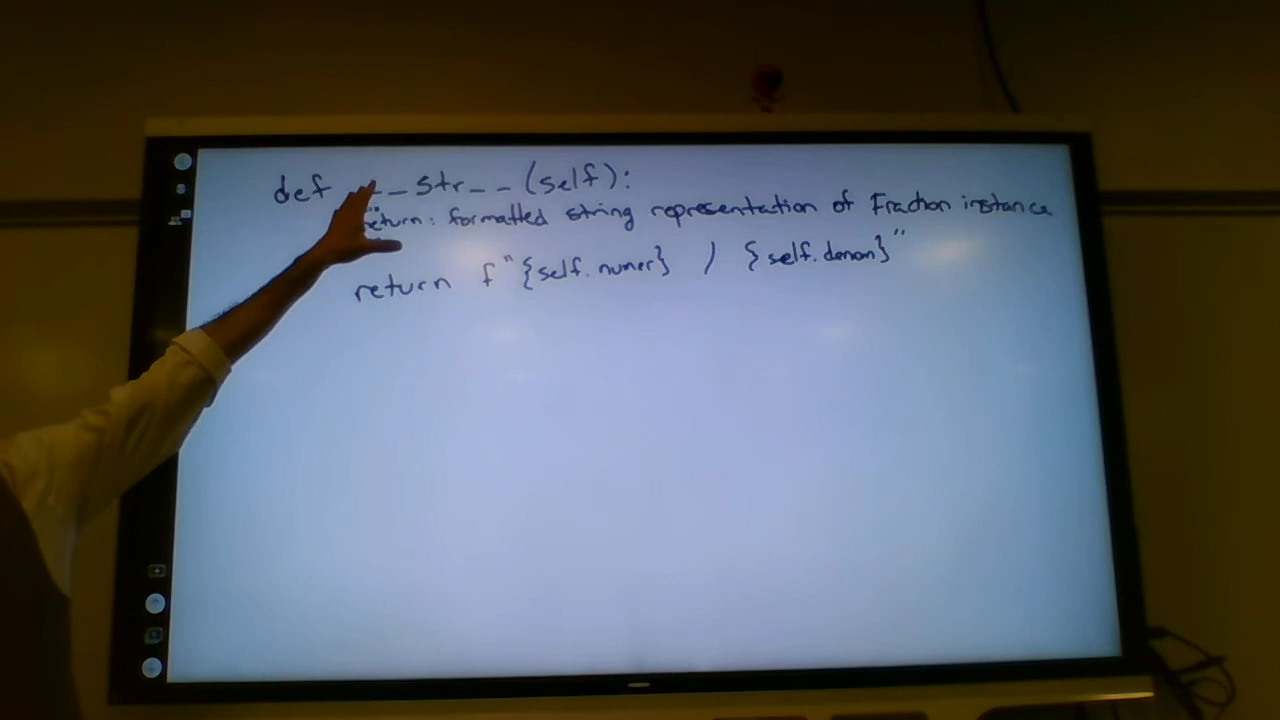 def __str__(self):
return: formatted string representation of Fraction instance
return f"{self.numer} / {self.denom}"